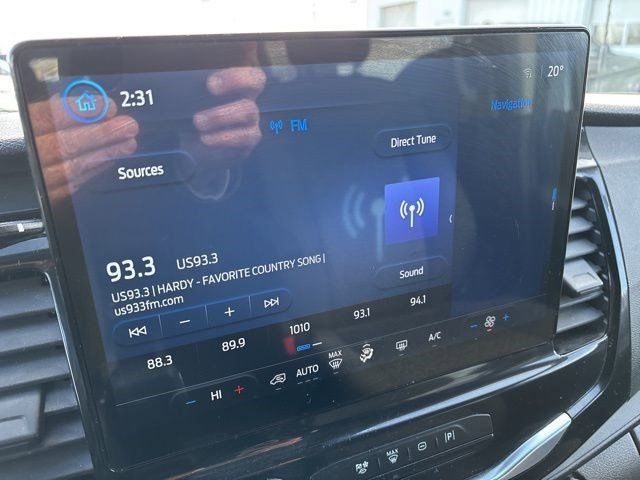 2:31
20°
FM
Navigation
Direct Tune
Sources
93.3 US93.3
US93.3 | HARDY - FAVORITE COUNTRY SONG |
us933fm.com
Sound
88.3 89.9 1010 93.1 94.1
HI AUTO MAX A/C
MAX P